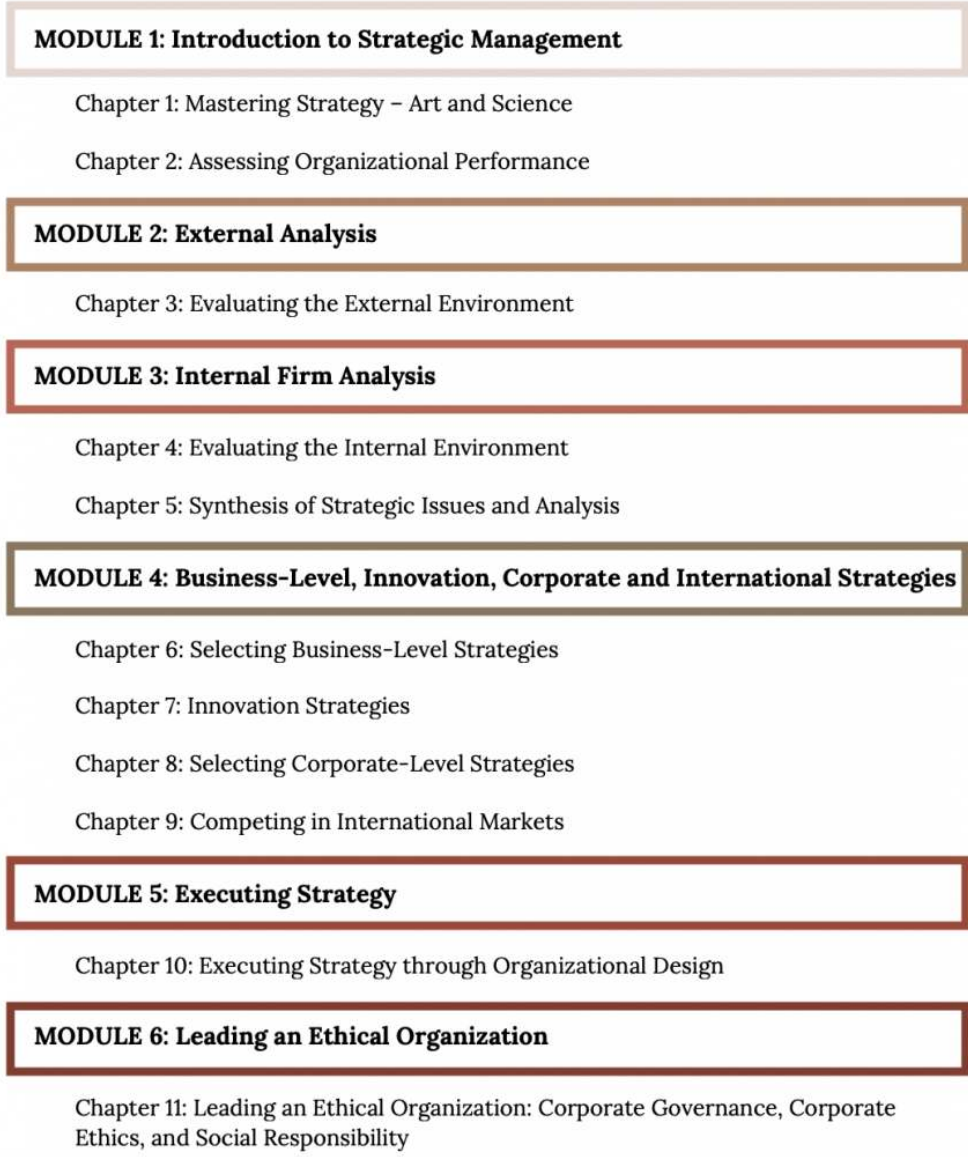 MODULE 1: Introduction to Strategic Management
Chapter 1: Mastering Strategy – Art and Science
Chapter 2: Assessing Organizational Performance
MODULE 2: External Analysis
Chapter 3: Evaluating the External Environment
MODULE 3: Internal Firm Analysis
Chapter 4: Evaluating the Internal Environment
Chapter 5: Synthesis of Strategic Issues and Analysis
MODULE 4: Business-Level, Innovation, Corporate and International Strategies
Chapter 6: Selecting Business-Level Strategies
Chapter 7: Innovation Strategies
Chapter 8: Selecting Corporate-Level Strategies
Chapter 9: Competing in International Markets
MODULE 5: Executing Strategy
Chapter 10: Executing Strategy through Organizational Design
MODULE 6: Leading an Ethical Organization
Chapter 11: Leading an Ethical Organization: Corporate Governance, Corporate
Ethics, and Social Responsibility